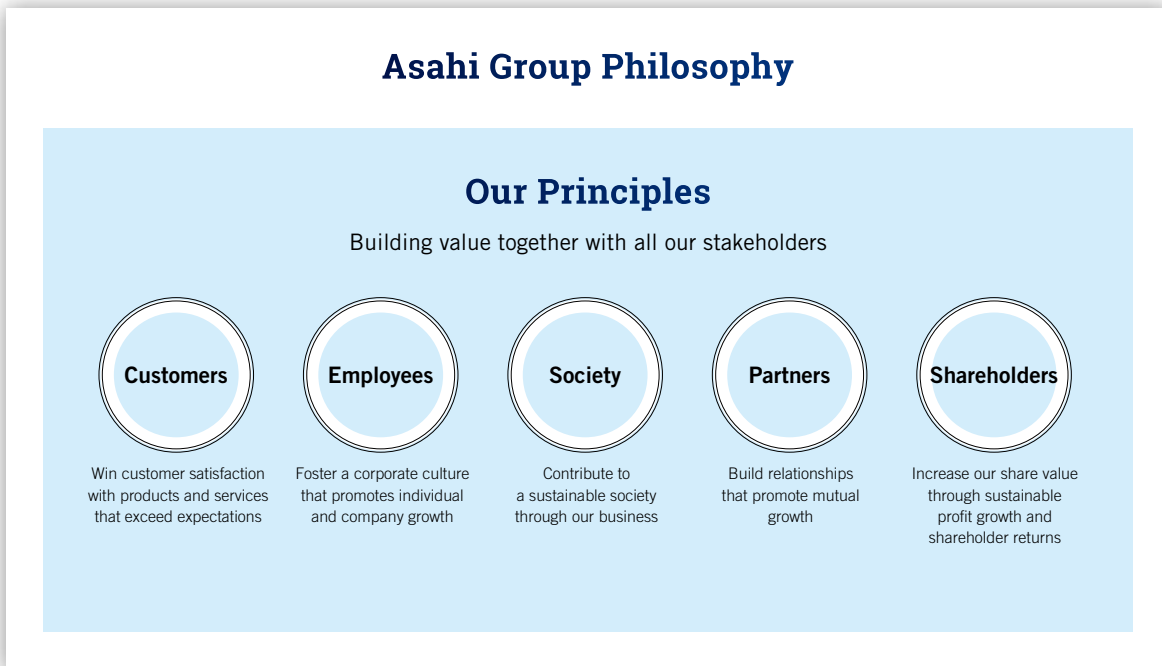 Asahi Group Philosophy
Our Principles
Building value together with all our stakeholders
Customers
Win customer satisfaction
with products and services
that exceed expectations
Employees
Foster a corporate culture
that promotes individual
and company growth
Society
Contribute to
a sustainable society
through our business
Partners
Build relationships
that promote mutual
growth
Shareholders
Increase our share value
through sustainable
profit growth and
shareholder returns